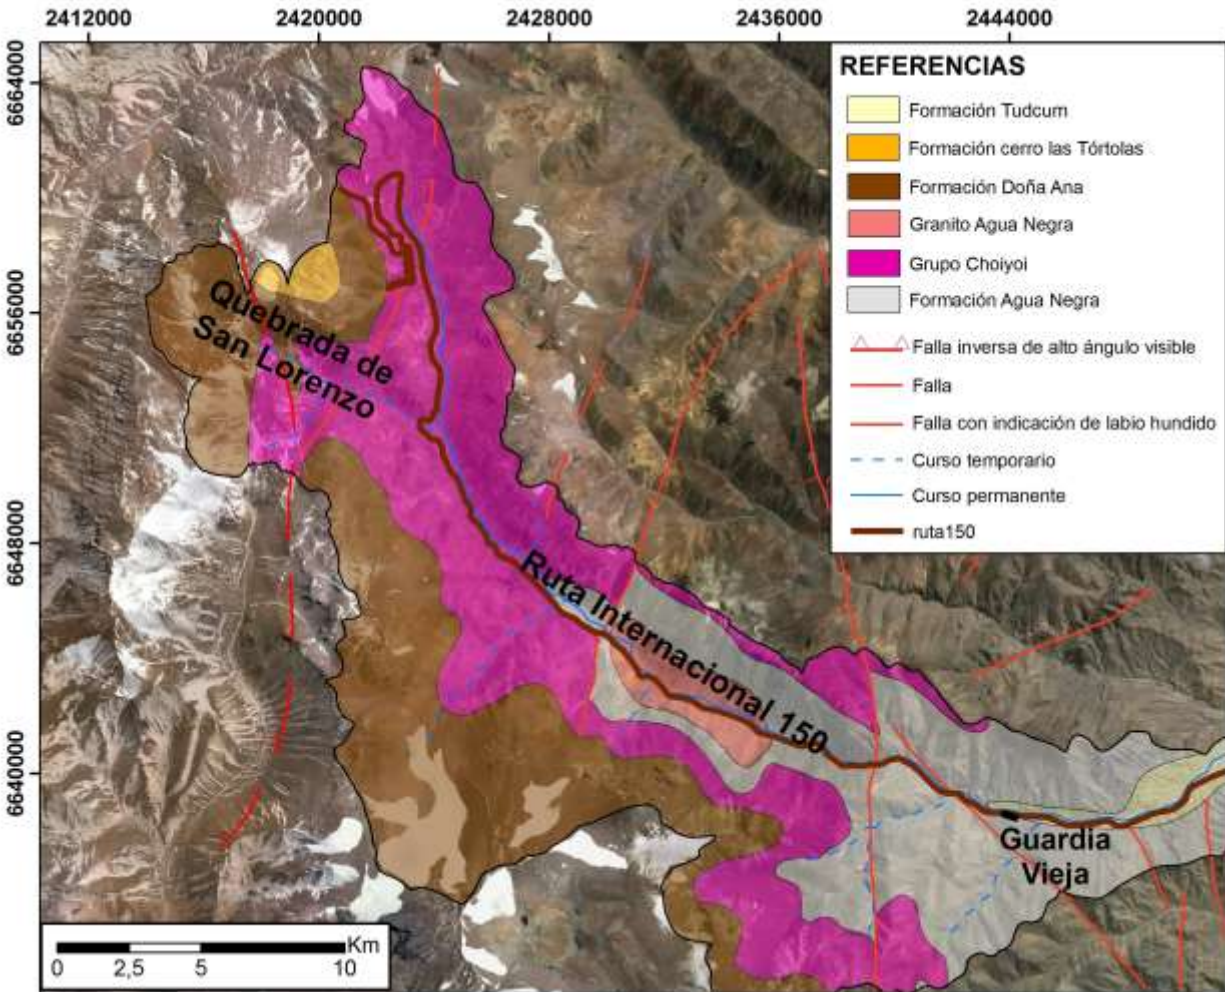 2412000
2420000
2428000
2436000
2444000
6664000
6656000
6648000
6640000
REFERENCIAS
Formación Tudcum
Formación cerro las Tórtolas
Formación Doña Ana
Granito Agua Negra
Grupo Choiyoi
Formación Agua Negra
Falla inversa de alto ángulo visible
Falla
Falla con indicación de labio hundido
Curso temporario
Curso permanente
ruta150
Quebrada de
San Lorenzo
Ruta Internacional 150
Guardia
Vieja
Km
0 2,5 5 10